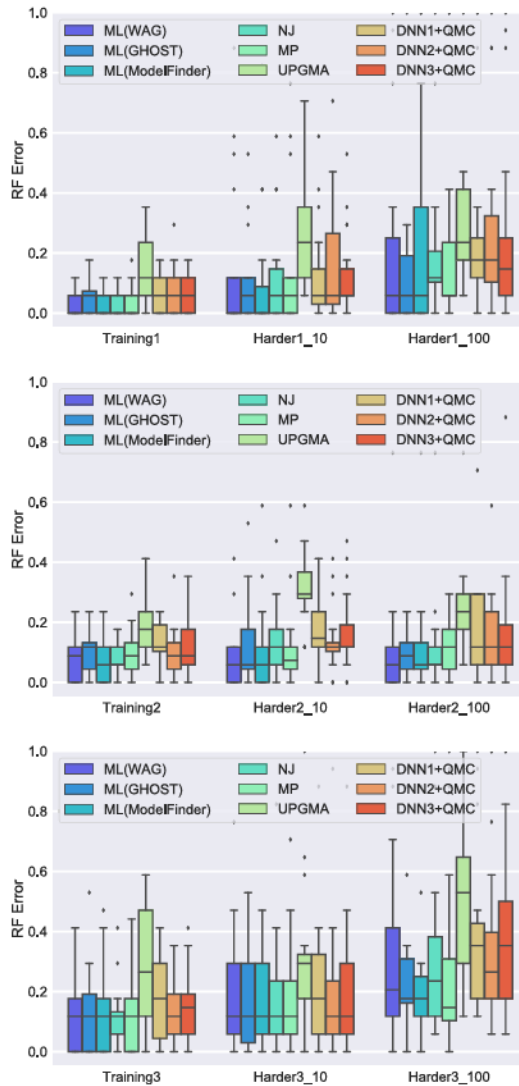 1.0
ML(WAG) NJ DNN1+QMC
ML(GHOST) MP DNN2+QMC
ML(ModelFinder) UPGMA DNN3+QMC
0.8
0.6
RF Error
0.4
0.2
0.0
Training1 Harder1_10 Harder1_100
1.0
ML(WAG) NJ DNN1+QMC
ML(GHOST) MP DNN2+QMC
ML(ModelFinder) UPGMA DNN3+QMC
0.8
0.6
RF Error
0.4
0.2
0.0
Training2 Harder2_10 Harder2_100
1.0
ML(WAG) NJ DNN1+QMC
ML(GHOST) MP DNN2+QMC
ML(ModelFinder) UPGMA DNN3+QMC
0.8
0.6
RF Error
0.4
0.2
0.0
Training3 Harder3_10 Harder3_100